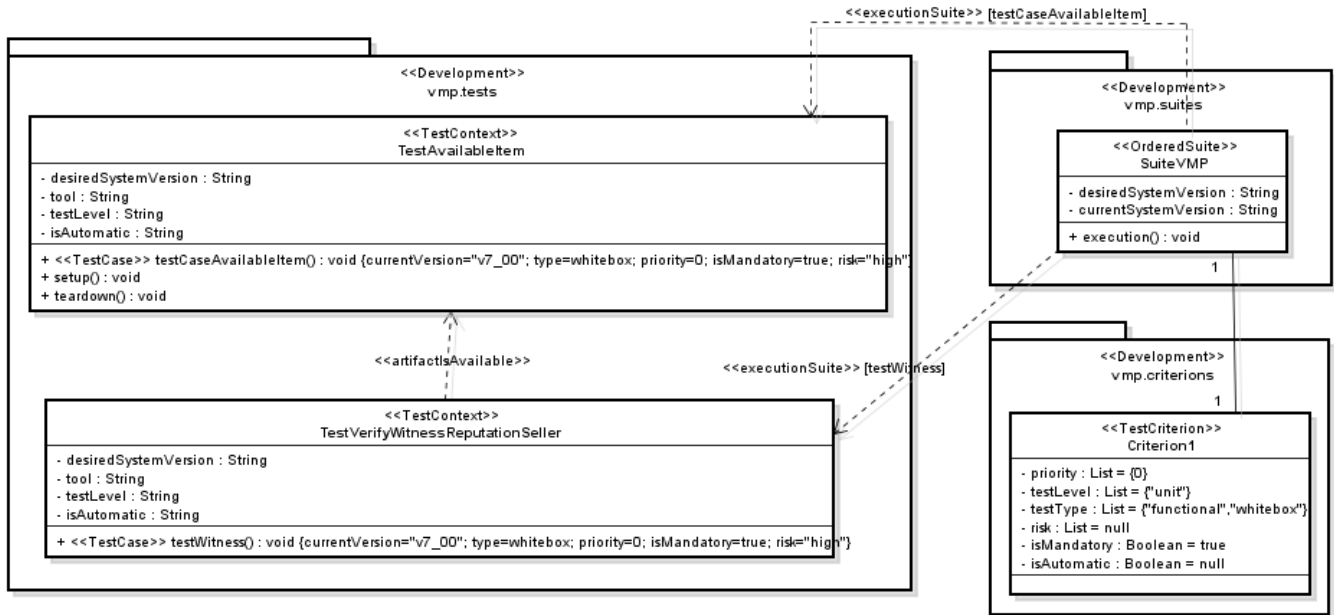 <<executionSuite>> [testCaseAvailableItem]
<<Development>>
vmp.tests
<<TestContext>>
TestAvailableItem
- desiredSystemVersion : String
- tool : String
- testLevel : String
- isAutomatic : String
+ <<TestCase>> testCaseAvailableItem() : void {currentVersion="v7_00"; type=whitebox; priority=0; isMandatory=true; risk="high"}
+ setup() : void
+ teardown() : void
<<artifactIsAvailable>>
<<executionSuite>> [testWitness]
<<TestContext>>
TestVerifyWitnessReputationSeller
- desiredSystemVersion : String
- tool : String
- testLevel : String
- isAutomatic : String
+ <<TestCase>> testWitness() : void {currentVersion="v7_00"; type=whitebox; priority=0; isMandatory=true; risk="high"}
<<Development>>
vmp.suites
<<OrderedSuite>>
SuiteVMP
- desiredSystemVersion : String
- currentSystemVersion : String
+ execution() : void
1
<<Development>>
vmp.criterions
1
<<TestCriterion>>
Criterion1
- priority : List = {0}
- testLevel : List = {"unit"}
- testType : List = {"functional","whitebox"}
- risk : List = null
- isMandatory : Boolean = true
- isAutomatic : Boolean = null